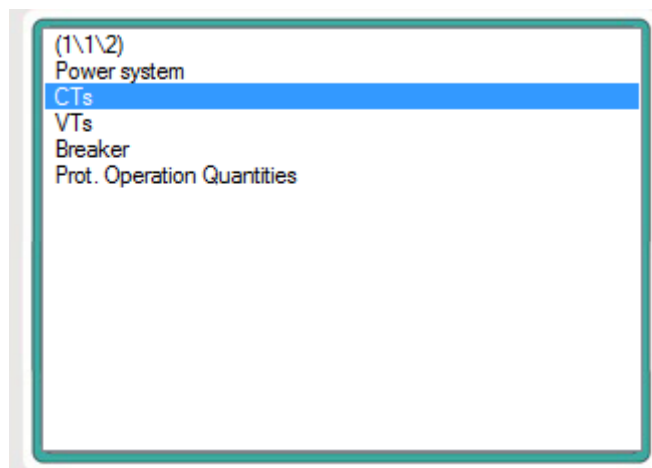 (1\1\2)
Power system
CTs
VTs
Breaker
Prot. Operation Quantities